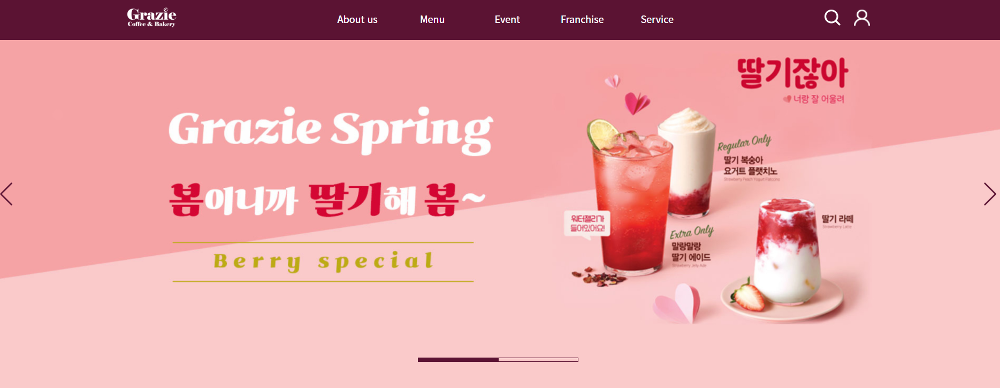 Grazie
Coffee & Bakery
About us
Menu
Event
Franchise
Service
딸기잖아
너랑 잘 어울려
Grazie Spring
봄이니까 딸기해 봄~
Berry special
Regular Only
딸기 복숭아
요거트 플랫치노
Strawberry Peach Yogurt Flatccino
워터젤리가
들어있어요!
Extra Only
말랑말랑
딸기 에이드
Strawberry Jelly Ade
딸기 라떼
Strawberry Latte